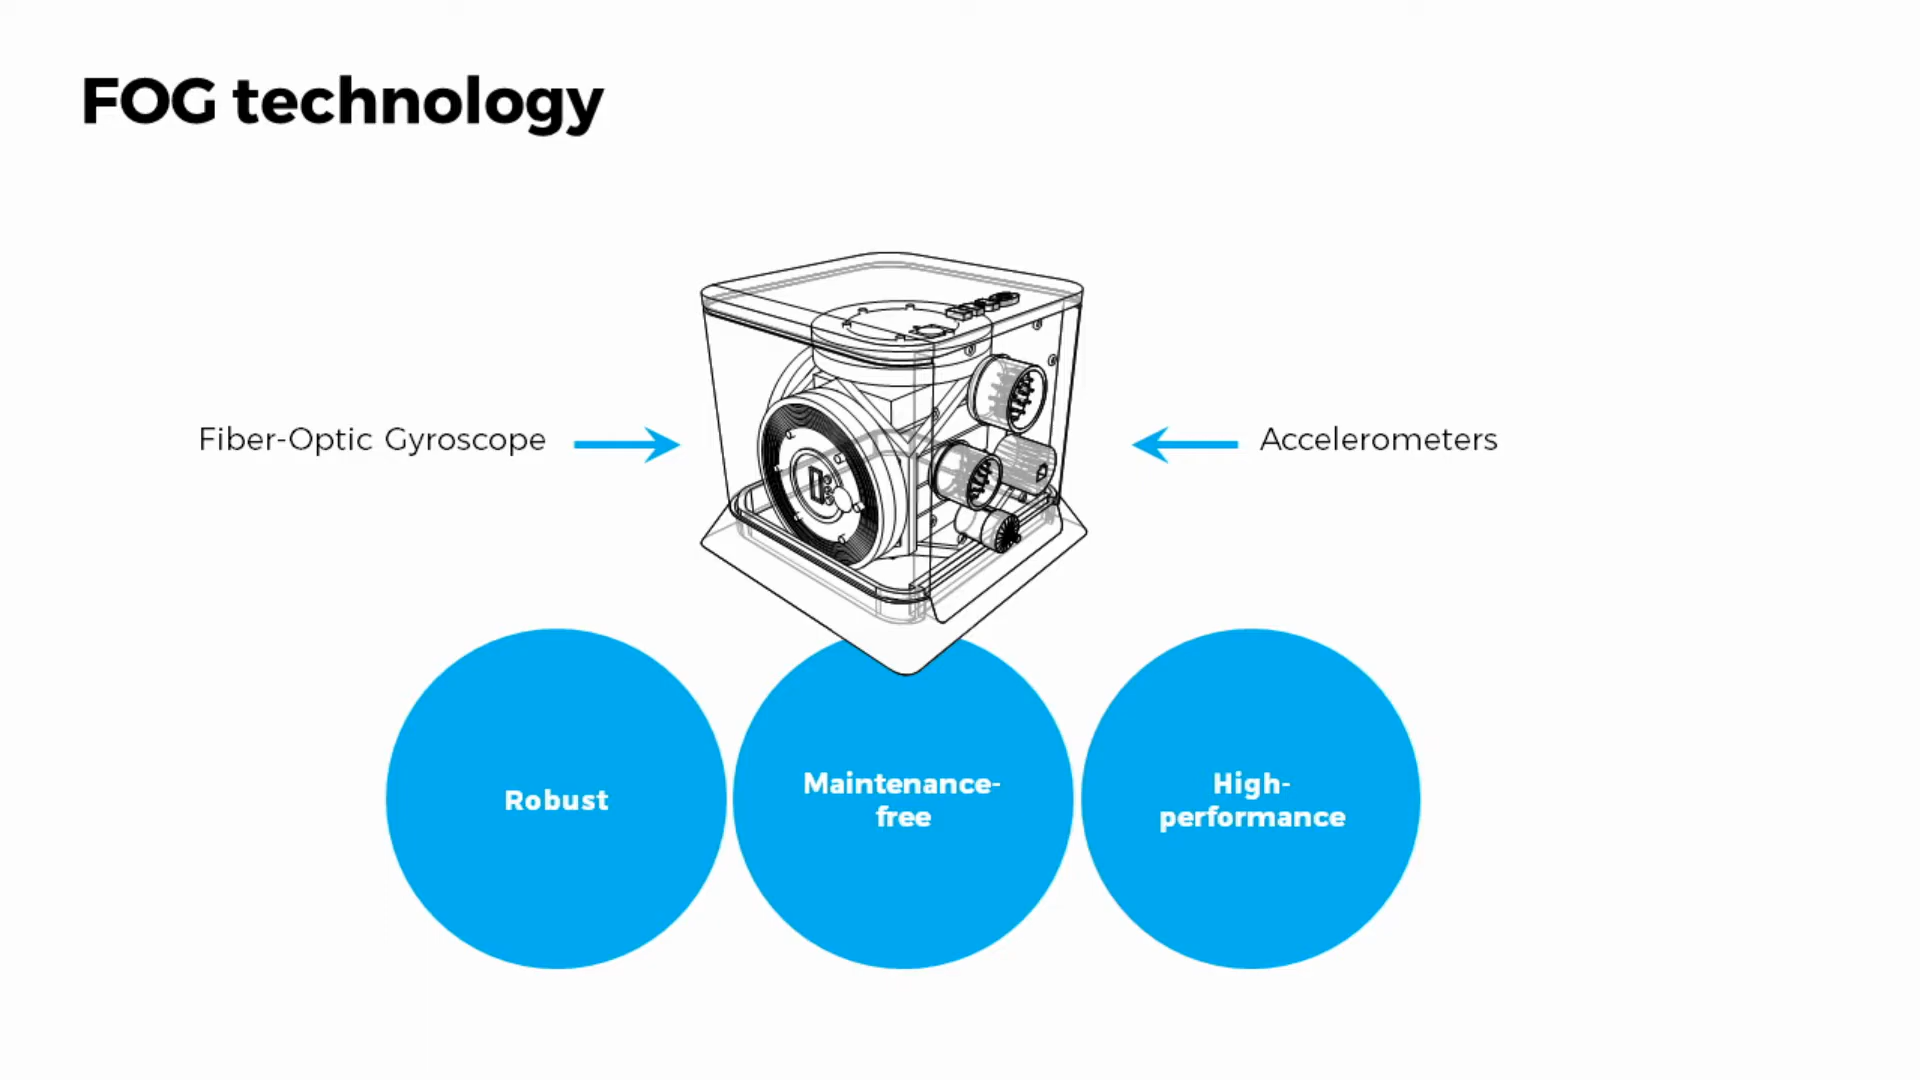 FOG technology
Fiber-Optic Gyroscope
Accelerometers
Robust
Maintenance-
free
High-
performance